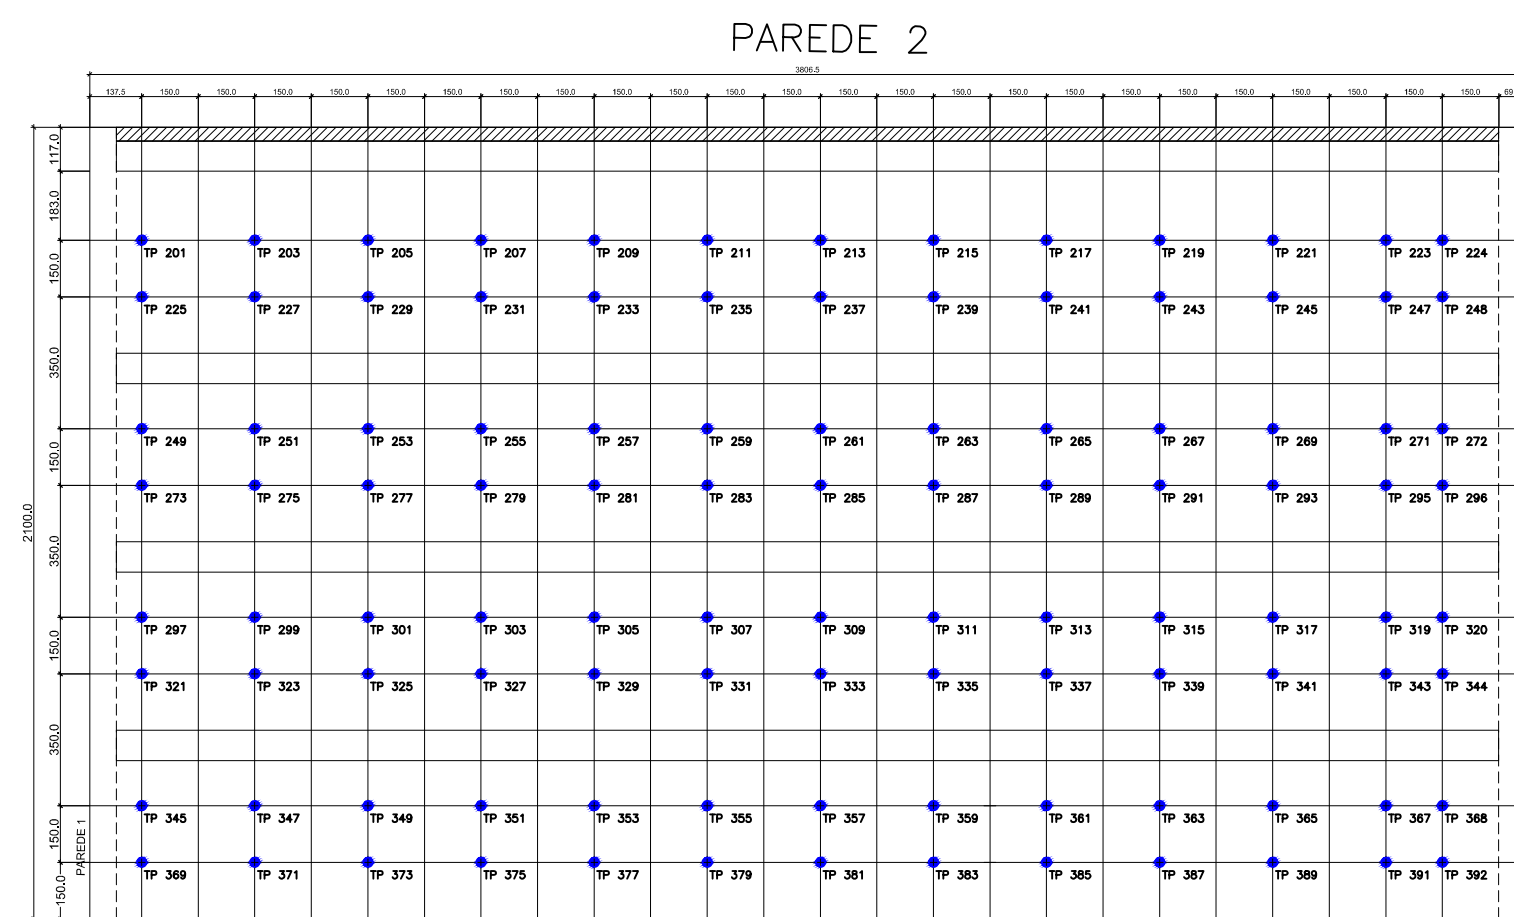 PAREDE 2
3806.5
137.5 150.0 150.0 150.0 150.0 150.0 150.0 150.0 150.0 150.0 150.0 150.0 150.0 150.0 150.0 150.0 150.0 150.0 150.0 150.0 150.0 150.0 150.0 150.0 150.0 69
117.0
183.0
TP 201 TP 203 TP 205 TP 207 TP 209 TP 211 TP 213 TP 215 TP 217 TP 219 TP 221 TP 223 TP 224
150.0
TP 225 TP 227 TP 229 TP 231 TP 233 TP 235 TP 237 TP 239 TP 241 TP 243 TP 245 TP 247 TP 248
350.0
TP 249 TP 251 TP 253 TP 255 TP 257 TP 259 TP 261 TP 263 TP 265 TP 267 TP 269 TP 271 TP 272
150.0
TP 273 TP 275 TP 277 TP 279 TP 281 TP 283 TP 285 TP 287 TP 289 TP 291 TP 293 TP 295 TP 296
2100.0
350.0
TP 297 TP 299 TP 301 TP 303 TP 305 TP 307 TP 309 TP 311 TP 313 TP 315 TP 317 TP 319 TP 320
150.0
TP 321 TP 323 TP 325 TP 327 TP 329 TP 331 TP 333 TP 335 TP 337 TP 339 TP 341 TP 343 TP 344
350.0
TP 345 TP 347 TP 349 TP 351 TP 353 TP 355 TP 357 TP 359 TP 361 TP 363 TP 365 TP 367 TP 368
150.0
PAREDE 1
TP 369 TP 371 TP 373 TP 375 TP 377 TP 379 TP 381 TP 383 TP 385 TP 387 TP 389 TP 391 TP 392
150.0